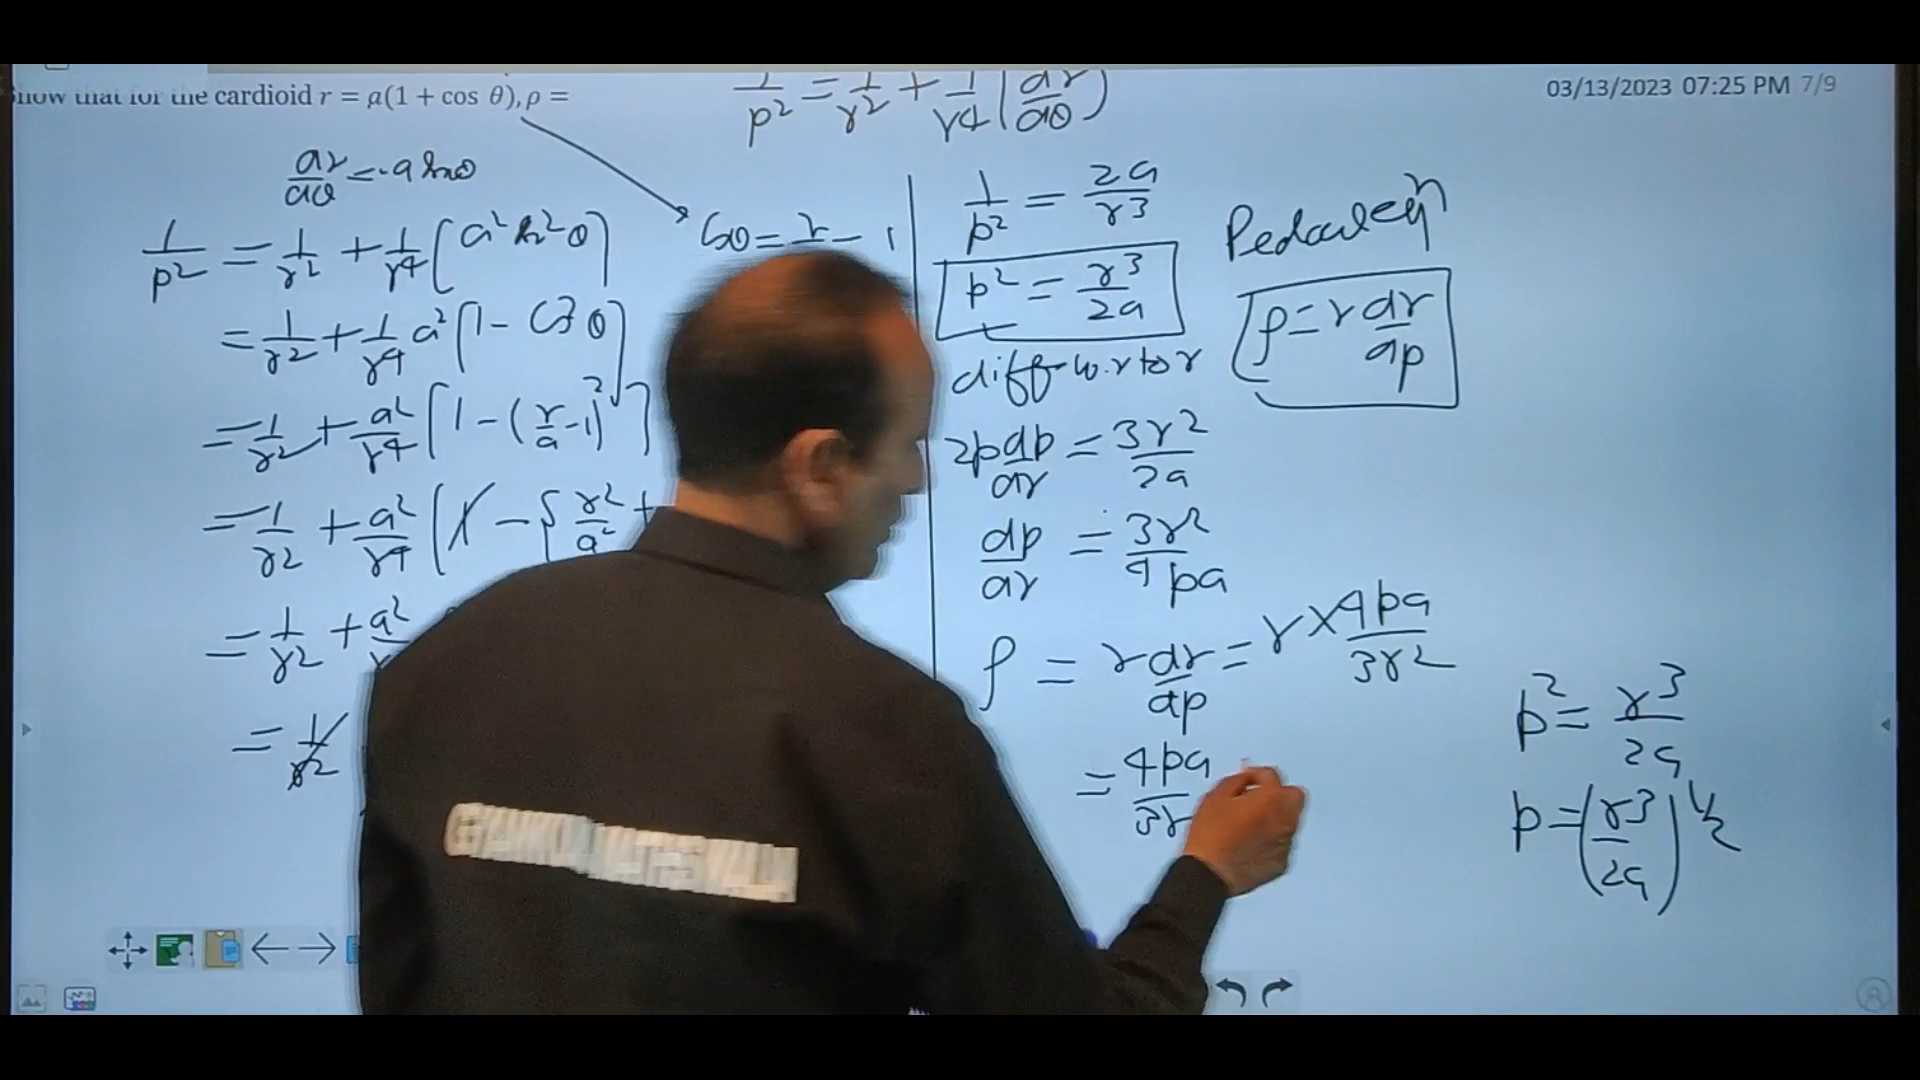 how that for the cardioid r = a(1 + cos θ), ρ =
03/13/2023 07:25 PM 7/9
1/p² = 1/r² + 1/r⁴ (dr/dθ)
dr/dθ = -a sinθ
1/p² = 1/r² + 1/r⁴ [a² sin²θ]
= 1/r² + 1/r⁴ a² [1 - cos²θ]
= 1/r² + a²/r⁴ [1 - (r/a - 1)²]
= 1/r² + a²/r⁴ [1 - { r²/a² +
= 1/r² + a²
= 1/r²
1/p² = 2a/r³
p² = r³/2a
diff w.r to r
2p dp/dr = 3r²/2a
dp/dr = 3r²/4pa
ρ = r dr/dp = r × 4pa/3r²
= 4pa/3r
Pedal eqn
ρ = r dr/dp
p² = r³/2a
p = (r³/2a)^1/2